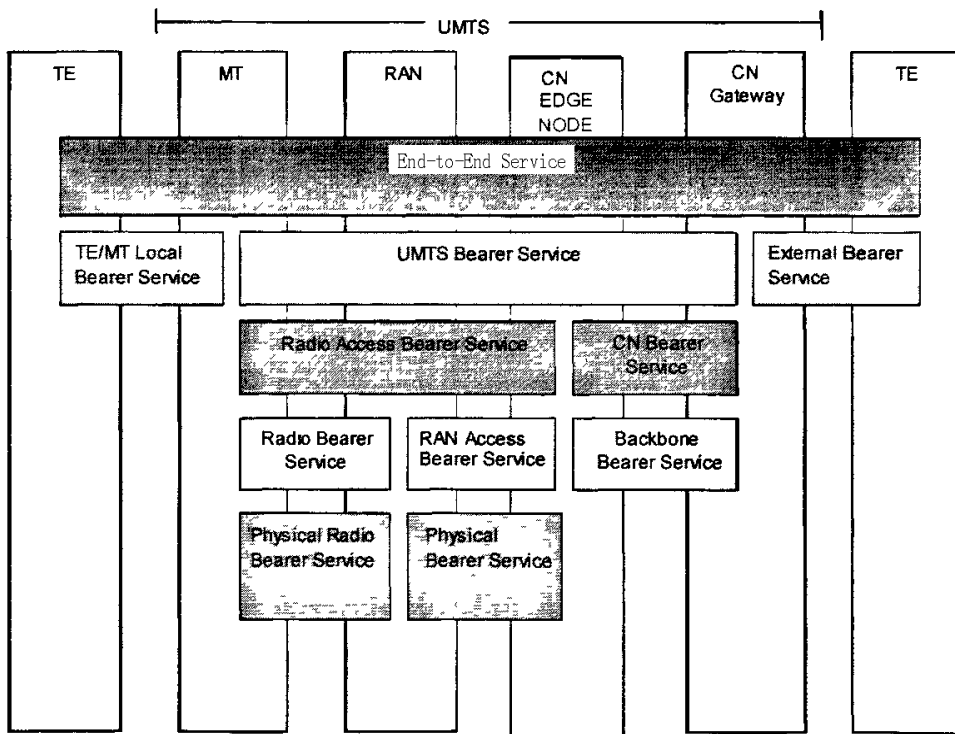 UMTS
TE
MT
RAN
CN
EDGE
NODE
CN
Gateway
TE
End-to-End Service
TE/MT Local
Bearer Service
UMTS Bearer Service
External Bearer
Service
Radio Access Bearer Service
CN Bearer
Service
Radio Bearer
Service
RAN Access
Bearer Service
Backbone
Bearer Service
Physical Radio
Bearer Service
Physical
Bearer Service